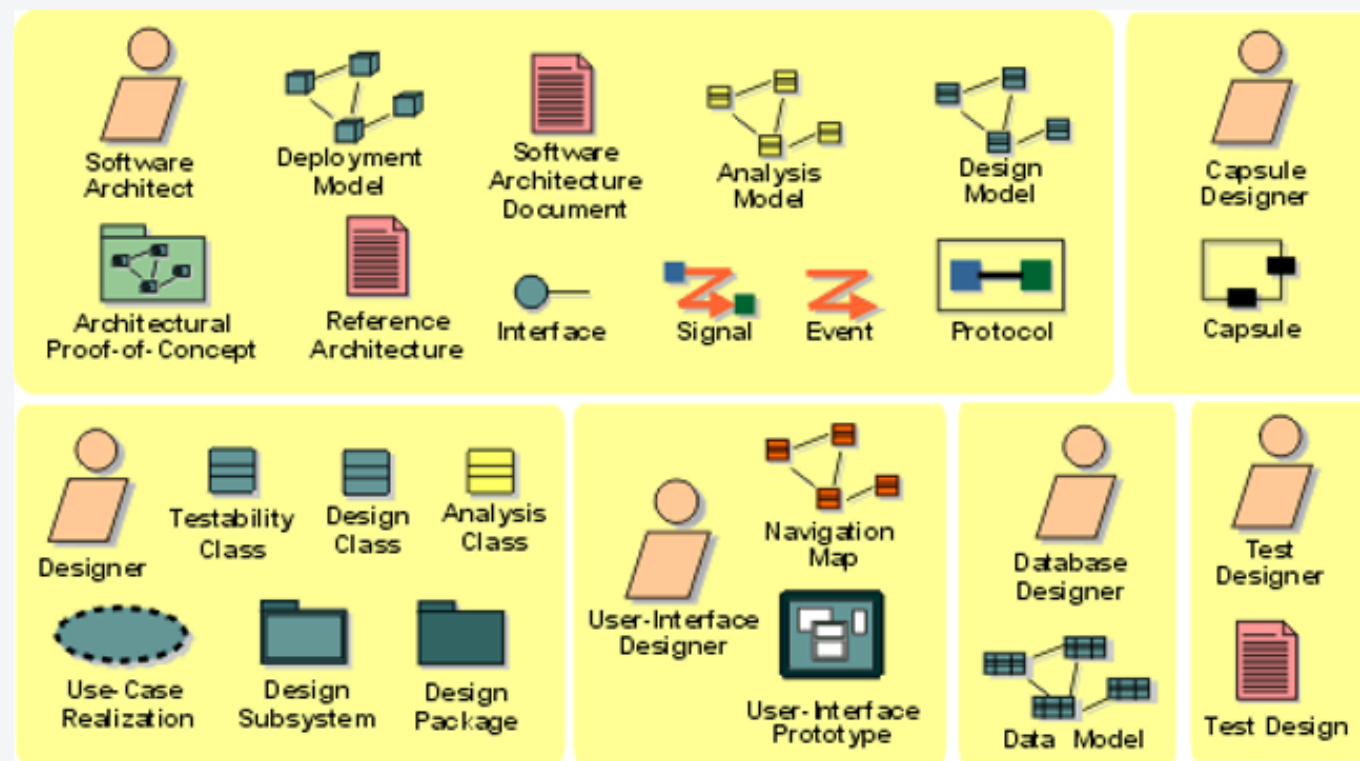 Software
Architect
Deployment
Model
Software
Architecture
Document
Analysis
Model
Design
Model
Architectural
Proof-of-Concept
Reference
Architecture
Interface
Signal
Event
Protocol
Capsule
Designer
Capsule
Designer
Testability
Class
Design
Class
Analysis
Class
Use-Case
Realization
Design
Subsystem
Design
Package
User-Interface
Designer
Navigation
Map
User-Interface
Prototype
Database
Designer
Data Model
Test
Designer
Test Design